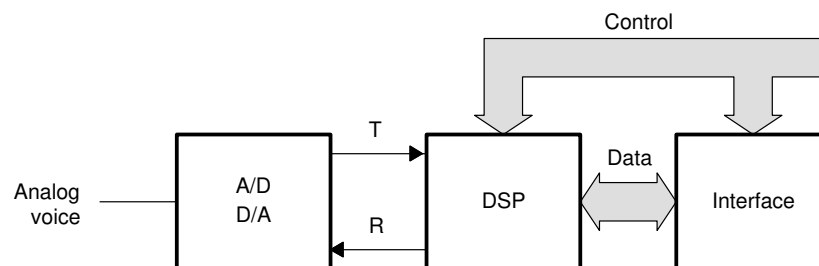 Control
T
Analog
voice
A/D
D/A
R
DSP
Data
Interface